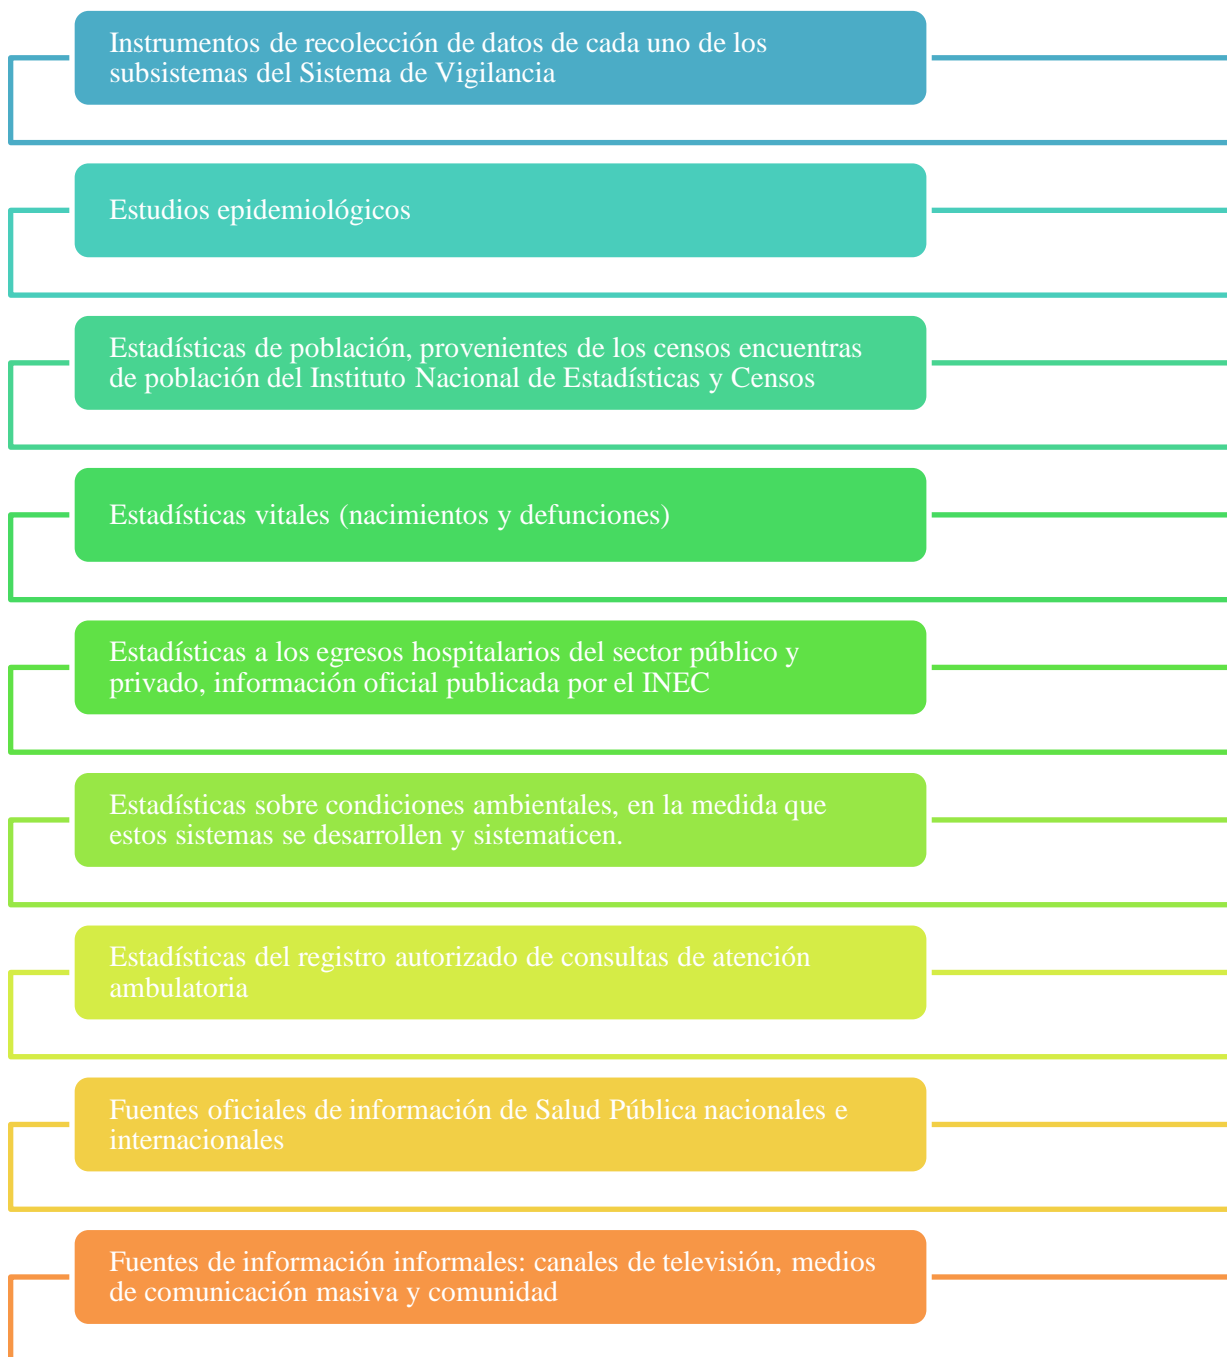 Instrumentos de recolección de datos de cada uno de los
subsistemas del Sistema de Vigilancia
Estudios epidemiológicos
Estadísticas de población, provenientes de los censos encuentras
de población del Instituto Nacional de Estadísticas y Censos
Estadísticas vitales (nacimientos y defunciones)
Estadísticas a los egresos hospitalarios del sector público y
privado, información oficial publicada por el INEC
Estadísticas sobre condiciones ambientales, en la medida que
estos sistemas se desarrollen y sistematicen.
Estadísticas del registro autorizado de consultas de atención
ambulatoria
Fuentes oficiales de información de Salud Pública nacionales e
internacionales
Fuentes de información informales: canales de televisión, medios
de comunicación masiva y comunidad